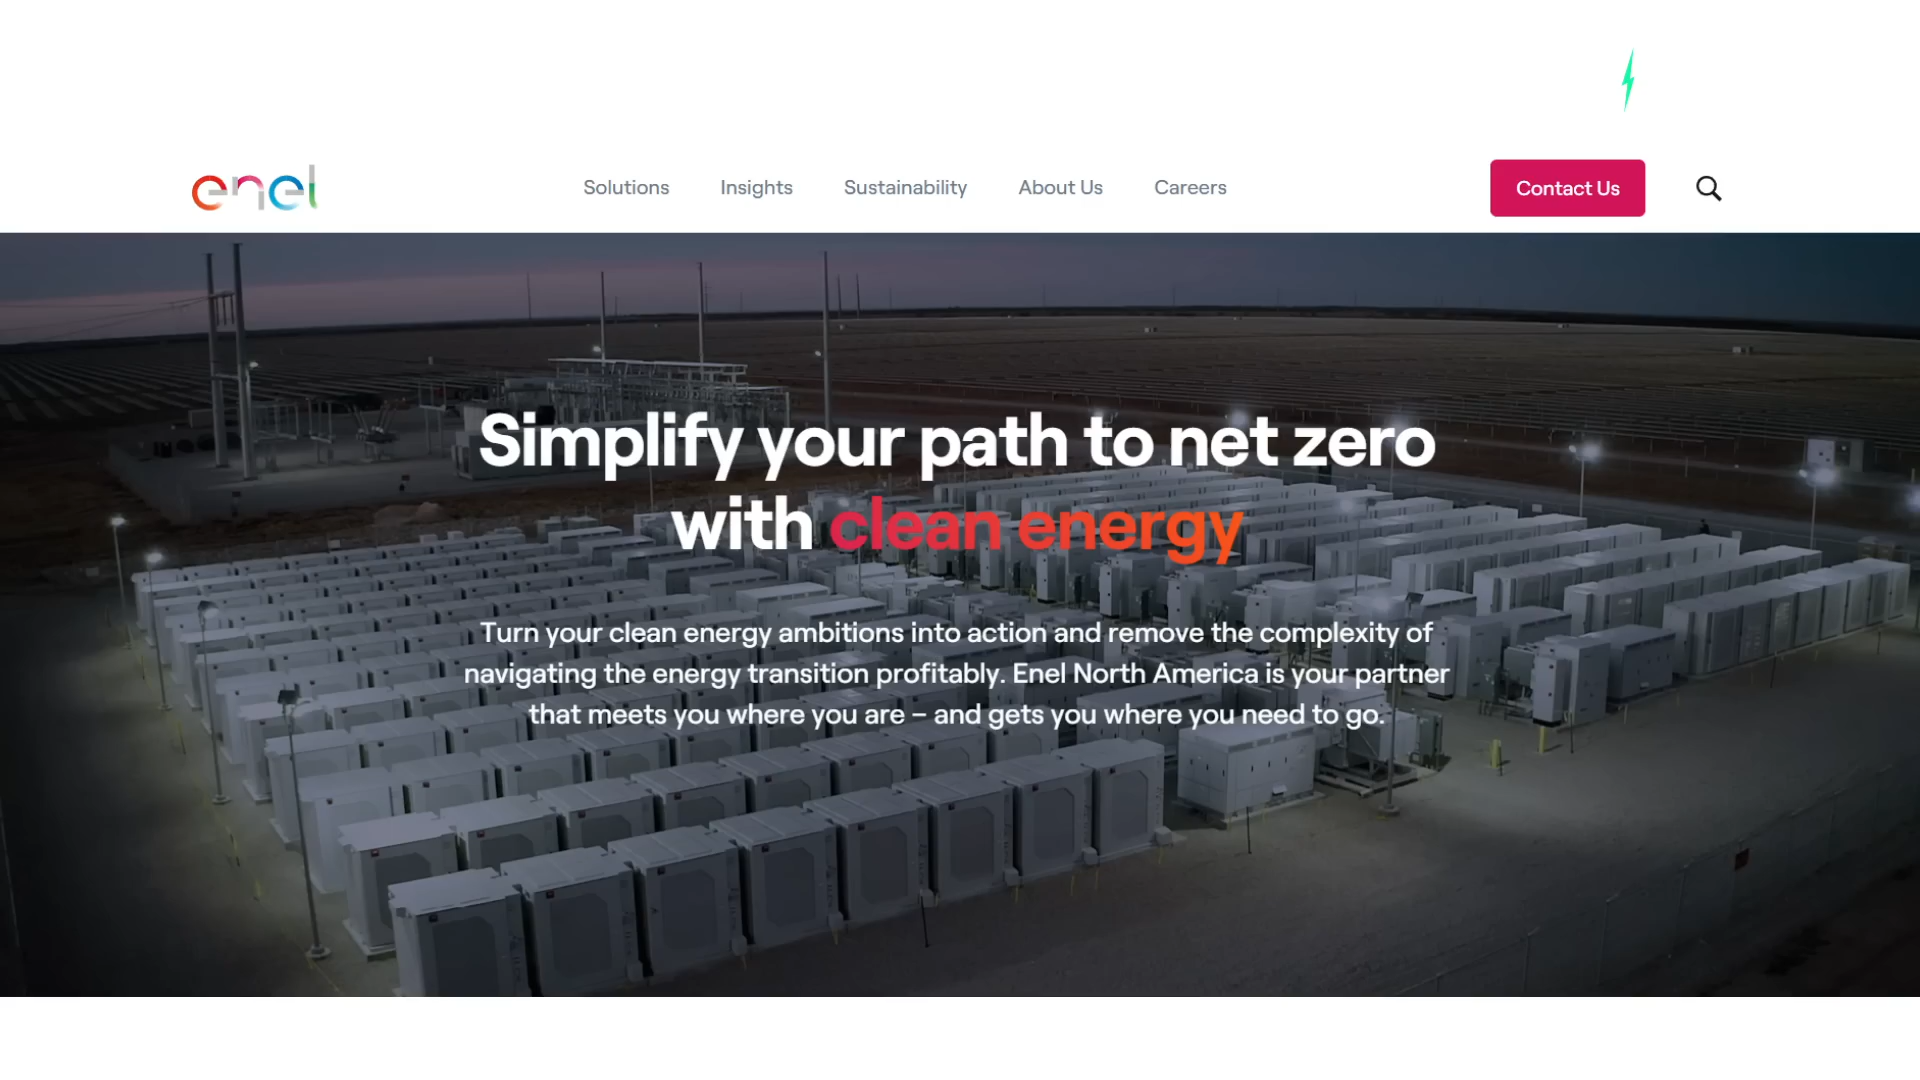 enel
Solutions
Insights
Sustainability
About Us
Careers
Contact Us
Simplify your path to net zero
with clean energy
Turn your clean energy ambitions into action and remove the complexity of
navigating the energy transition profitably. Enel North America is your partner
that meets you where you are – and gets you where you need to go.